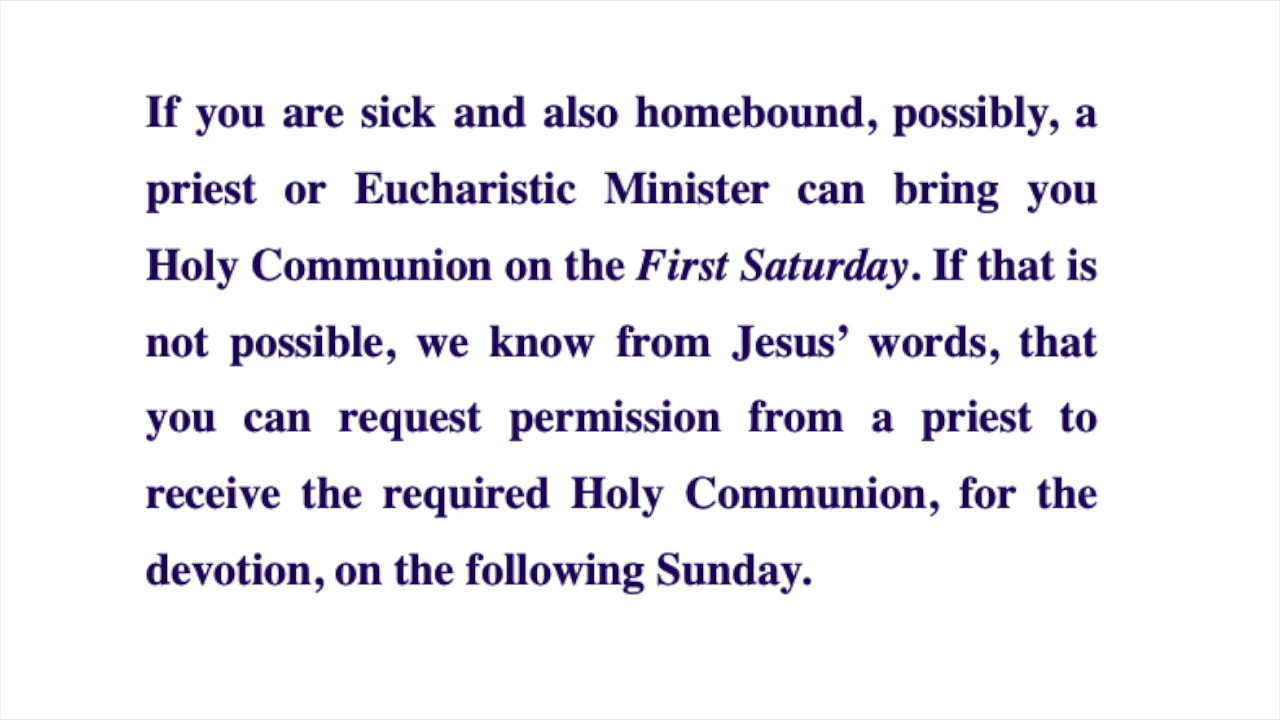 If you are sick and also homebound, possibly, a
priest or Eucharistic Minister can bring you
Holy Communion on the First Saturday. If that is
not possible, we know from Jesus’ words, that
you can request permission from a priest to
receive the required Holy Communion, for the
devotion, on the following Sunday.